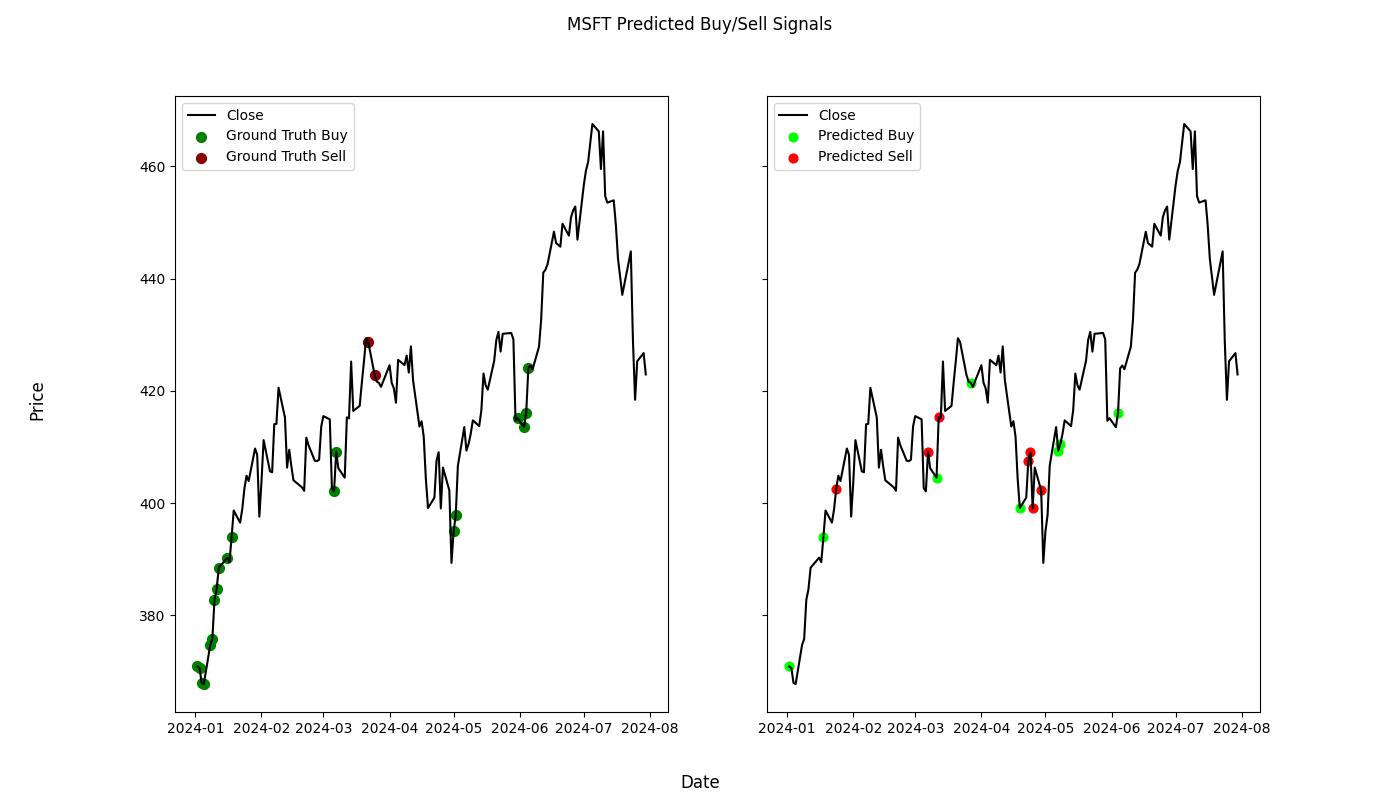 MSFT Predicted Buy/Sell Signals
Close
Ground Truth Buy
Ground Truth Sell
Close
Predicted Buy
Predicted Sell
460
440
420
400
380
Price
2024-01 2024-02 2024-03 2024-04 2024-05 2024-06 2024-07 2024-08
2024-01 2024-02 2024-03 2024-04 2024-05 2024-06 2024-07 2024-08
Date